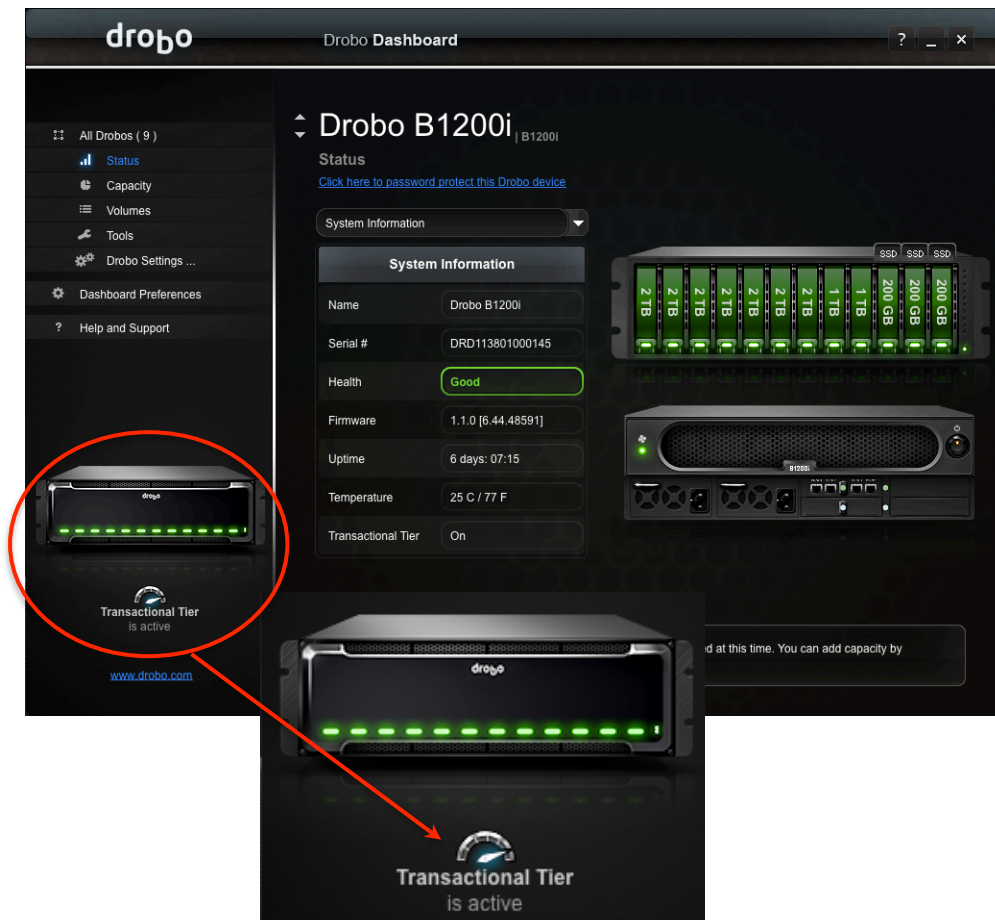 drobo
Drobo Dashboard
? _ ×
Drobo B1200i | B1200i
Status
Click here to password protect this Drobo device
All Drobos ( 9 )
Status
Capacity
Volumes
Tools
Drobo Settings ...
Dashboard Preferences
? Help and Support
System Information
System Information
Name Drobo B1200i
Serial # DRD113801000145
Health Good
Firmware 1.1.0 [6.44.48591]
Uptime 6 days: 07:15
Temperature 25 C / 77 F
Transactional Tier On
SSD SSD SSD
2 TB 2 TB 2 TB 2 TB 2 TB 2 TB 2 TB 1 TB 1 TB 200 GB 200 GB 200 GB
B1200i
drobo
Transactional Tier
is active
www.drobo.com
ed at this time. You can add capacity by
drobo
Transactional Tier
is active